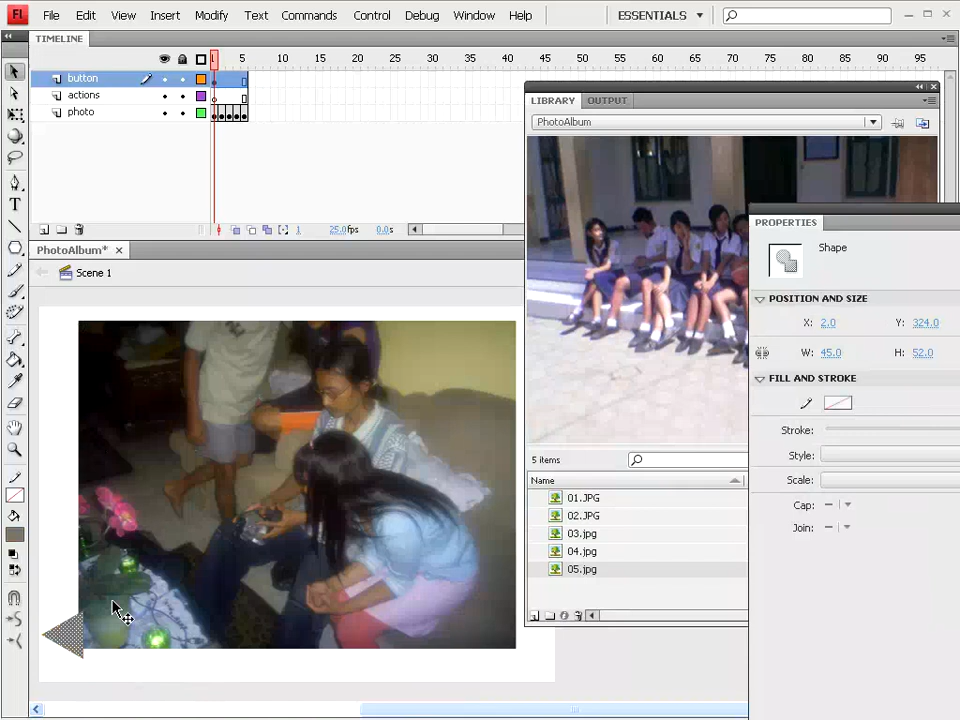 Fl File Edit View Insert Modify Text Commands Control Debug Window Help ESSENTIALS
TIMELINE
1 5 10 15 20 25 30 35 40 45 50 55 60 65 70 75 80 85 90 95
button
actions
photo
1 25.0fps 0.0s
LIBRARY OUTPUT
PhotoAlbum
PhotoAlbum*
Scene 1
PROPERTIES
Shape
POSITION AND SIZE
X: 2.0 Y: 324.0
W: 45.0 H: 52.0
FILL AND STROKE
Stroke:
Style:
Scale:
Cap:
Join:
5 items
Name
01.JPG
02.JPG
03.jpg
04.jpg
05.jpg